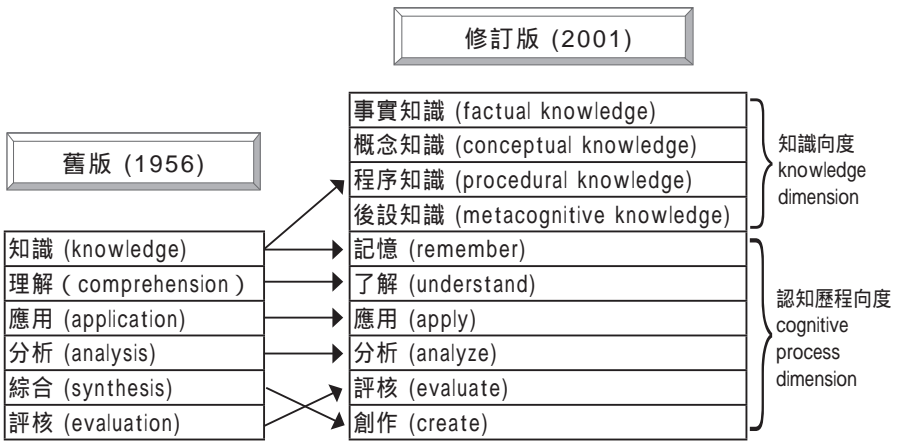 修訂版 (2001)
舊版 (1956)
知識 (knowledge)
理解（comprehension）
應用 (application)
分析 (analysis)
綜合 (synthesis)
評核 (evaluation)
事實知識 (factual knowledge)
概念知識 (conceptual knowledge)
程序知識 (procedural knowledge)
後設知識 (metacognitive knowledge)
記憶 (remember)
了解 (understand)
應用 (apply)
分析 (analyze)
評核 (evaluate)
創作 (create)
知識向度
knowledge
dimension
認知歷程向度
cognitive
process
dimension